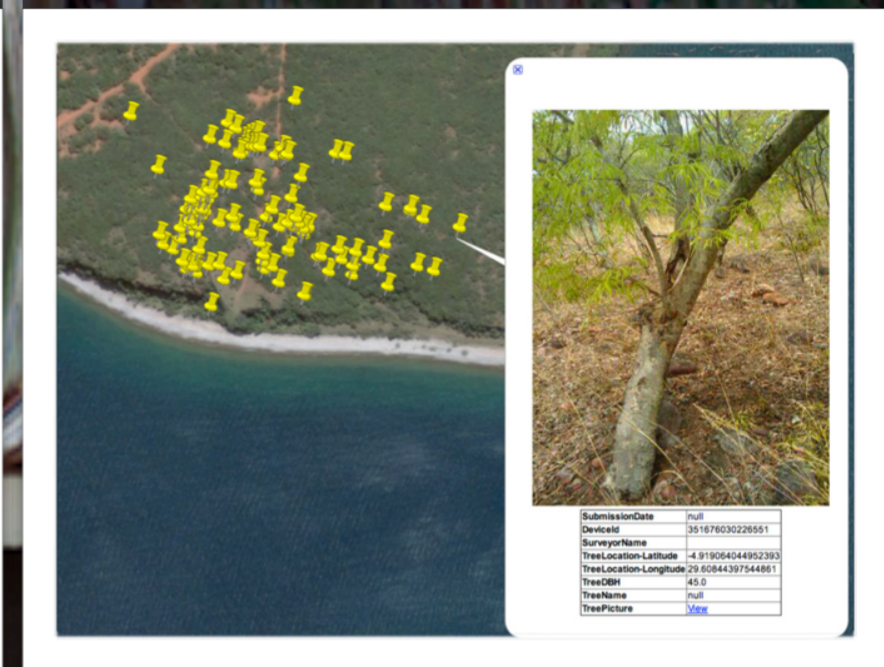 SubmissionDate null
DeviceId 351676030226551
SurveyorName
TreeLocation-Latitude -4.919064044952393
TreeLocation-Longitude 29.60844397544861
TreeDBH 45.0
TreeName null
TreePicture View